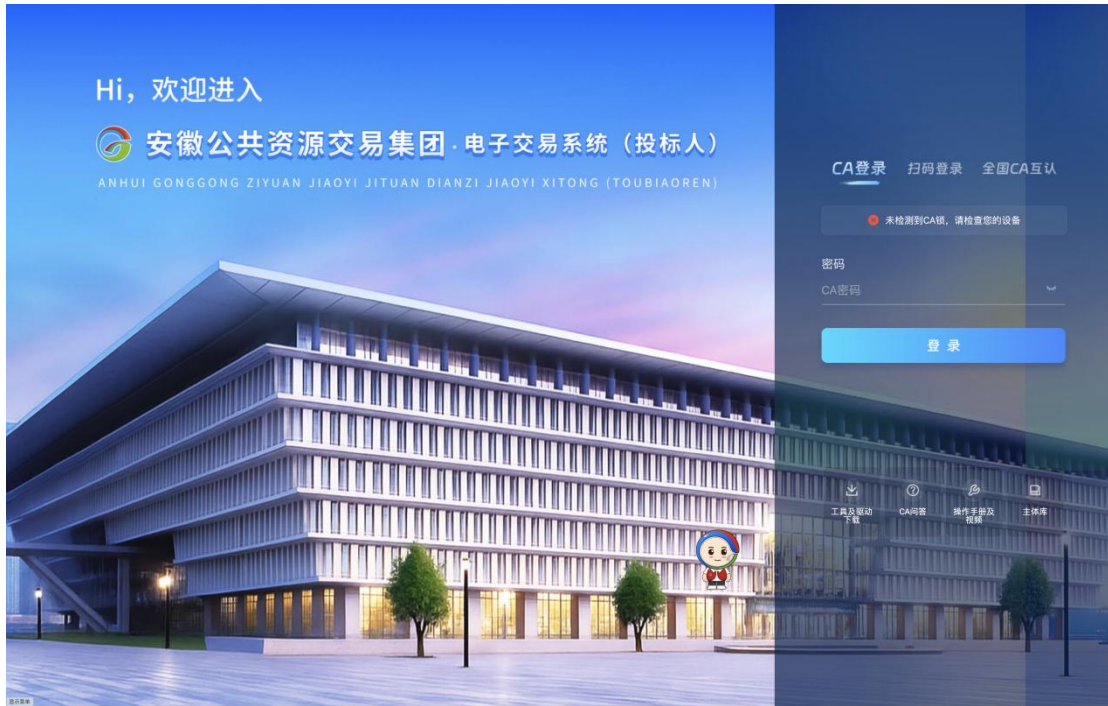 Hi，欢迎进入
安徽公共资源交易集团·电子交易系统（投标人）
ANHUI GONGGONG ZIYUAN JIAOYI JITUAN DIANZI JIAOYI XITONG (TOUBIAOREN)
CA登录 扫码登录 全国CA互认
未检测到CA锁，请检查您的设备
密码
CA密码
登录
工具及驱动
下载
CA问答
操作手册及
视频
主体库
显示菜单